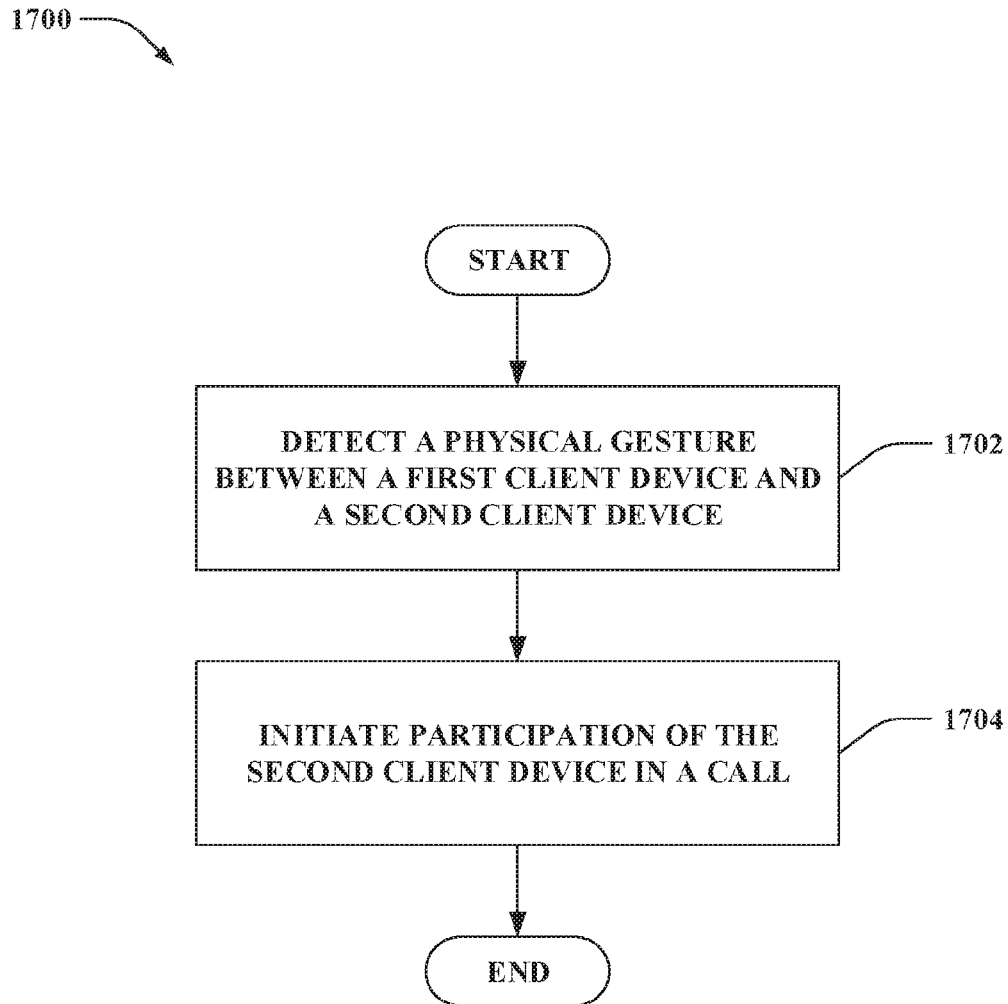 1700
START
DETECT A PHYSICAL GESTURE
BETWEEN A FIRST CLIENT DEVICE AND
A SECOND CLIENT DEVICE
1702
INITIATE PARTICIPATION OF THE
SECOND CLIENT DEVICE IN A CALL
1704
END